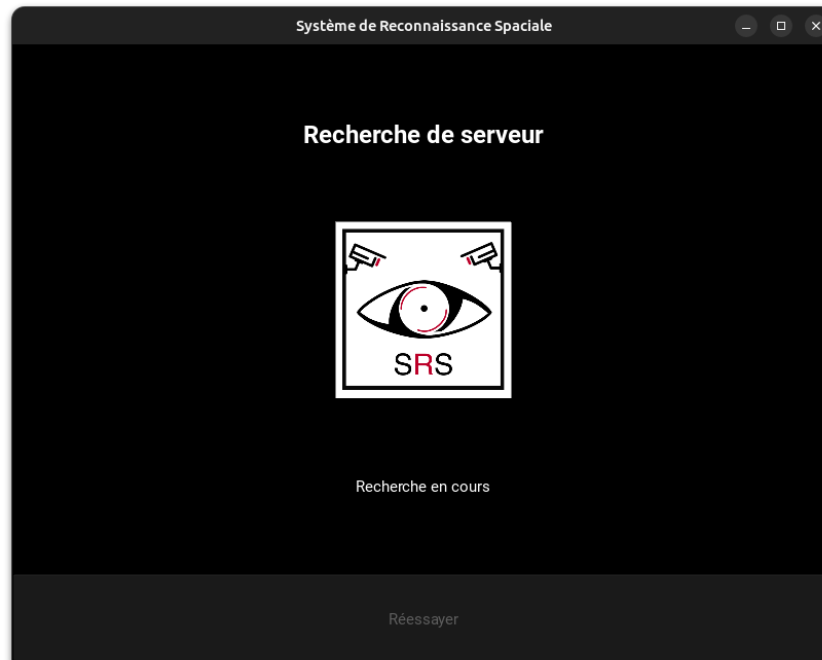 Système de Reconnaissance Spaciale
Recherche de serveur
SRS
Recherche en cours
Réessayer